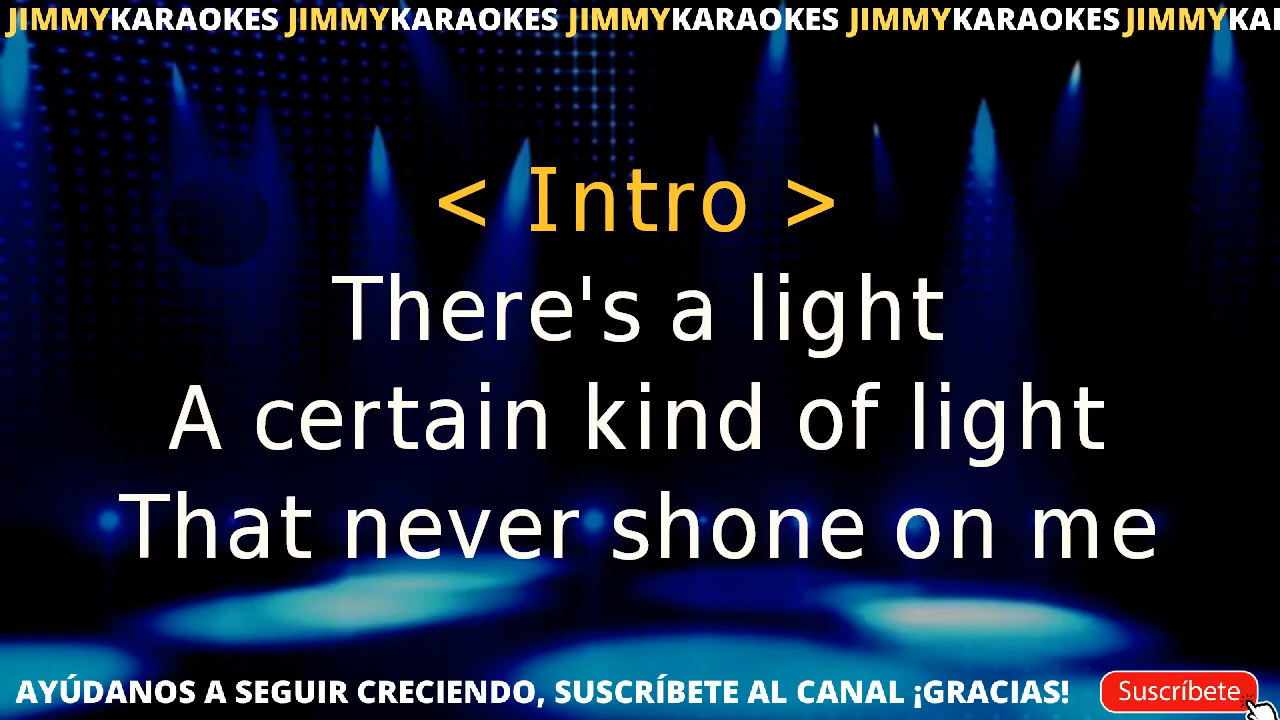 JIMMYKARAOKES JIMMYKARAOKES JIMMYKARAOKES JIMMYKARAOKES JIMMYKA
< Intro >
There's a light
A certain kind of light
That never shone on me
AYÚDANOS A SEGUIR CRECIENDO, SUSCRÍBETE AL CANAL ¡GRACIAS! Suscríbete